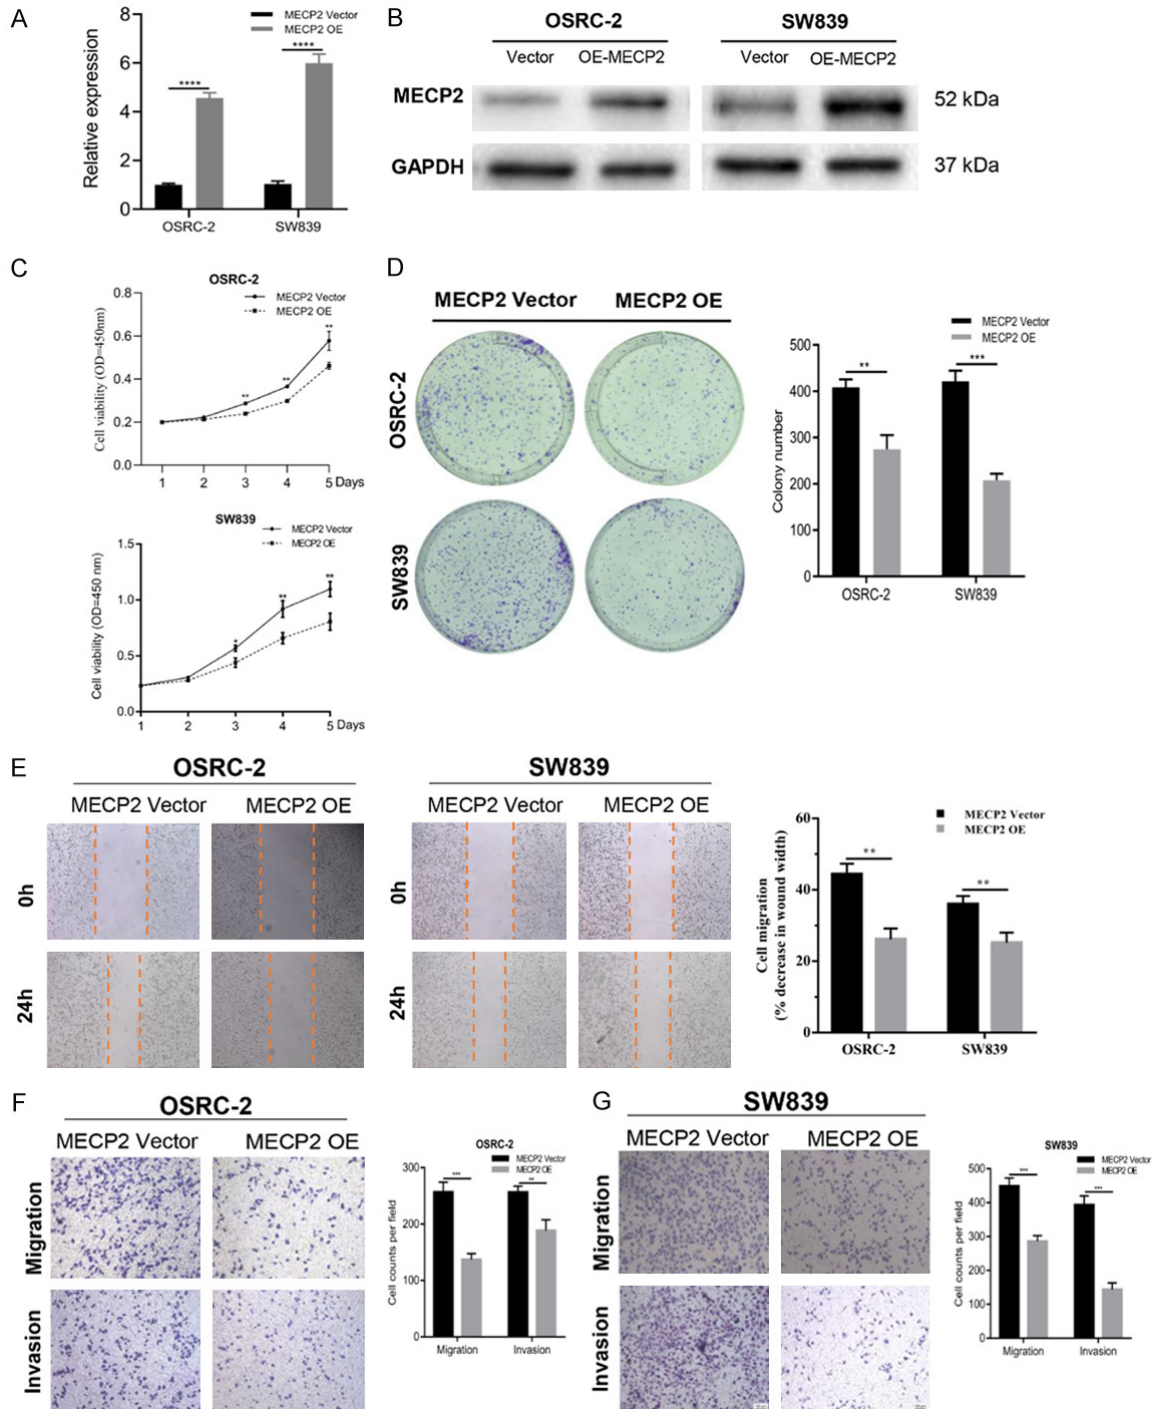 A
MECP2 Vector
MECP2 OE
Relative expression
8
6
4
2
0
****
****
OSRC-2
SW839
B
OSRC-2
SW839
Vector
OE-MECP2
Vector
OE-MECP2
MECP2
52 kDa
GAPDH
37 kDa
C
OSRC-2
MECP2 Vector
MECP2 OE
Cell viability (OD=450nm)
0.8
0.6
0.4
0.2
0.0
**
**
**
1 2 3 4 5 Days
SW839
MECP2 Vector
MECP2 OE
Cell viability (OD=450 nm)
1.5
1.0
0.5
0.0
*
**
**
1 2 3 4 5 Days
D
MECP2 Vector
MECP2 OE
OSRC-2
SW839
MECP2 Vector
MECP2 OE
Colony number
500
400
300
200
100
0
**
***
OSRC-2
SW839
E
OSRC-2
SW839
MECP2 Vector
MECP2 OE
MECP2 Vector
MECP2 OE
0h
0h
24h
24h
MECP2 Vector
MECP2 OE
Cell migration
(% decrease in wound width)
60
40
20
0
**
**
OSRC-2
SW839
F
OSRC-2
MECP2 Vector
MECP2 OE
Migration
Invasion
OSRC-2
MECP2 Vector
MECP2 OE
Cell counts per field
300
200
100
0
***
**
Migration
Invasion
G
SW839
MECP2 Vector
MECP2 OE
Migration
Invasion
SW839
MECP2 Vector
MECP2 OE
Cell counts per field
500
400
300
200
100
0
***
***
Migration
Invasion